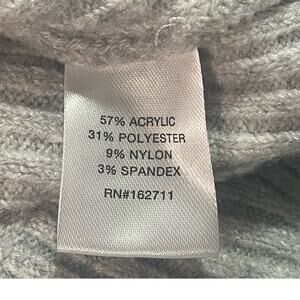 57% ACRYLIC
31% POLYESTER
9% NYLON
3% SPANDEX
RN#162711